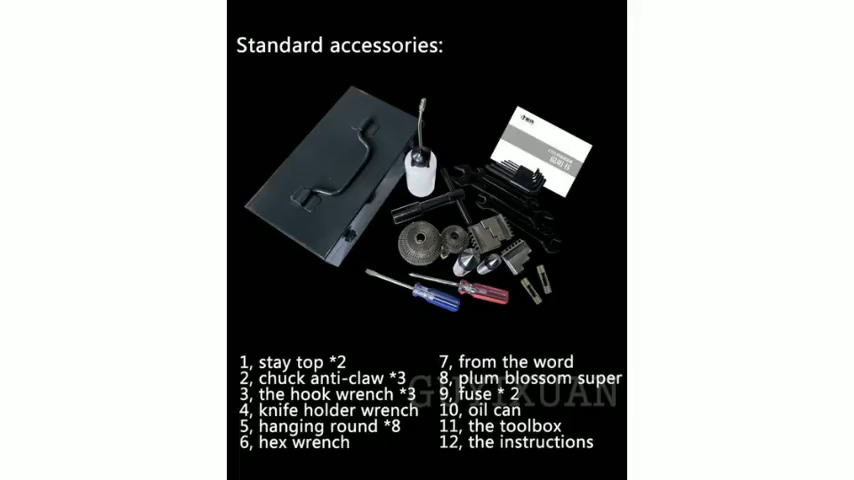 Standard accessories:
1, stay top *2
2, chuck anti-claw *3
3, the hook wrench *3
4, knife holder wrench
5, hanging round *8
6, hex wrench
7, from the word
8, plum blossom super
9, fuse * 2
10, oil can
11, the toolbox
12, the instructions